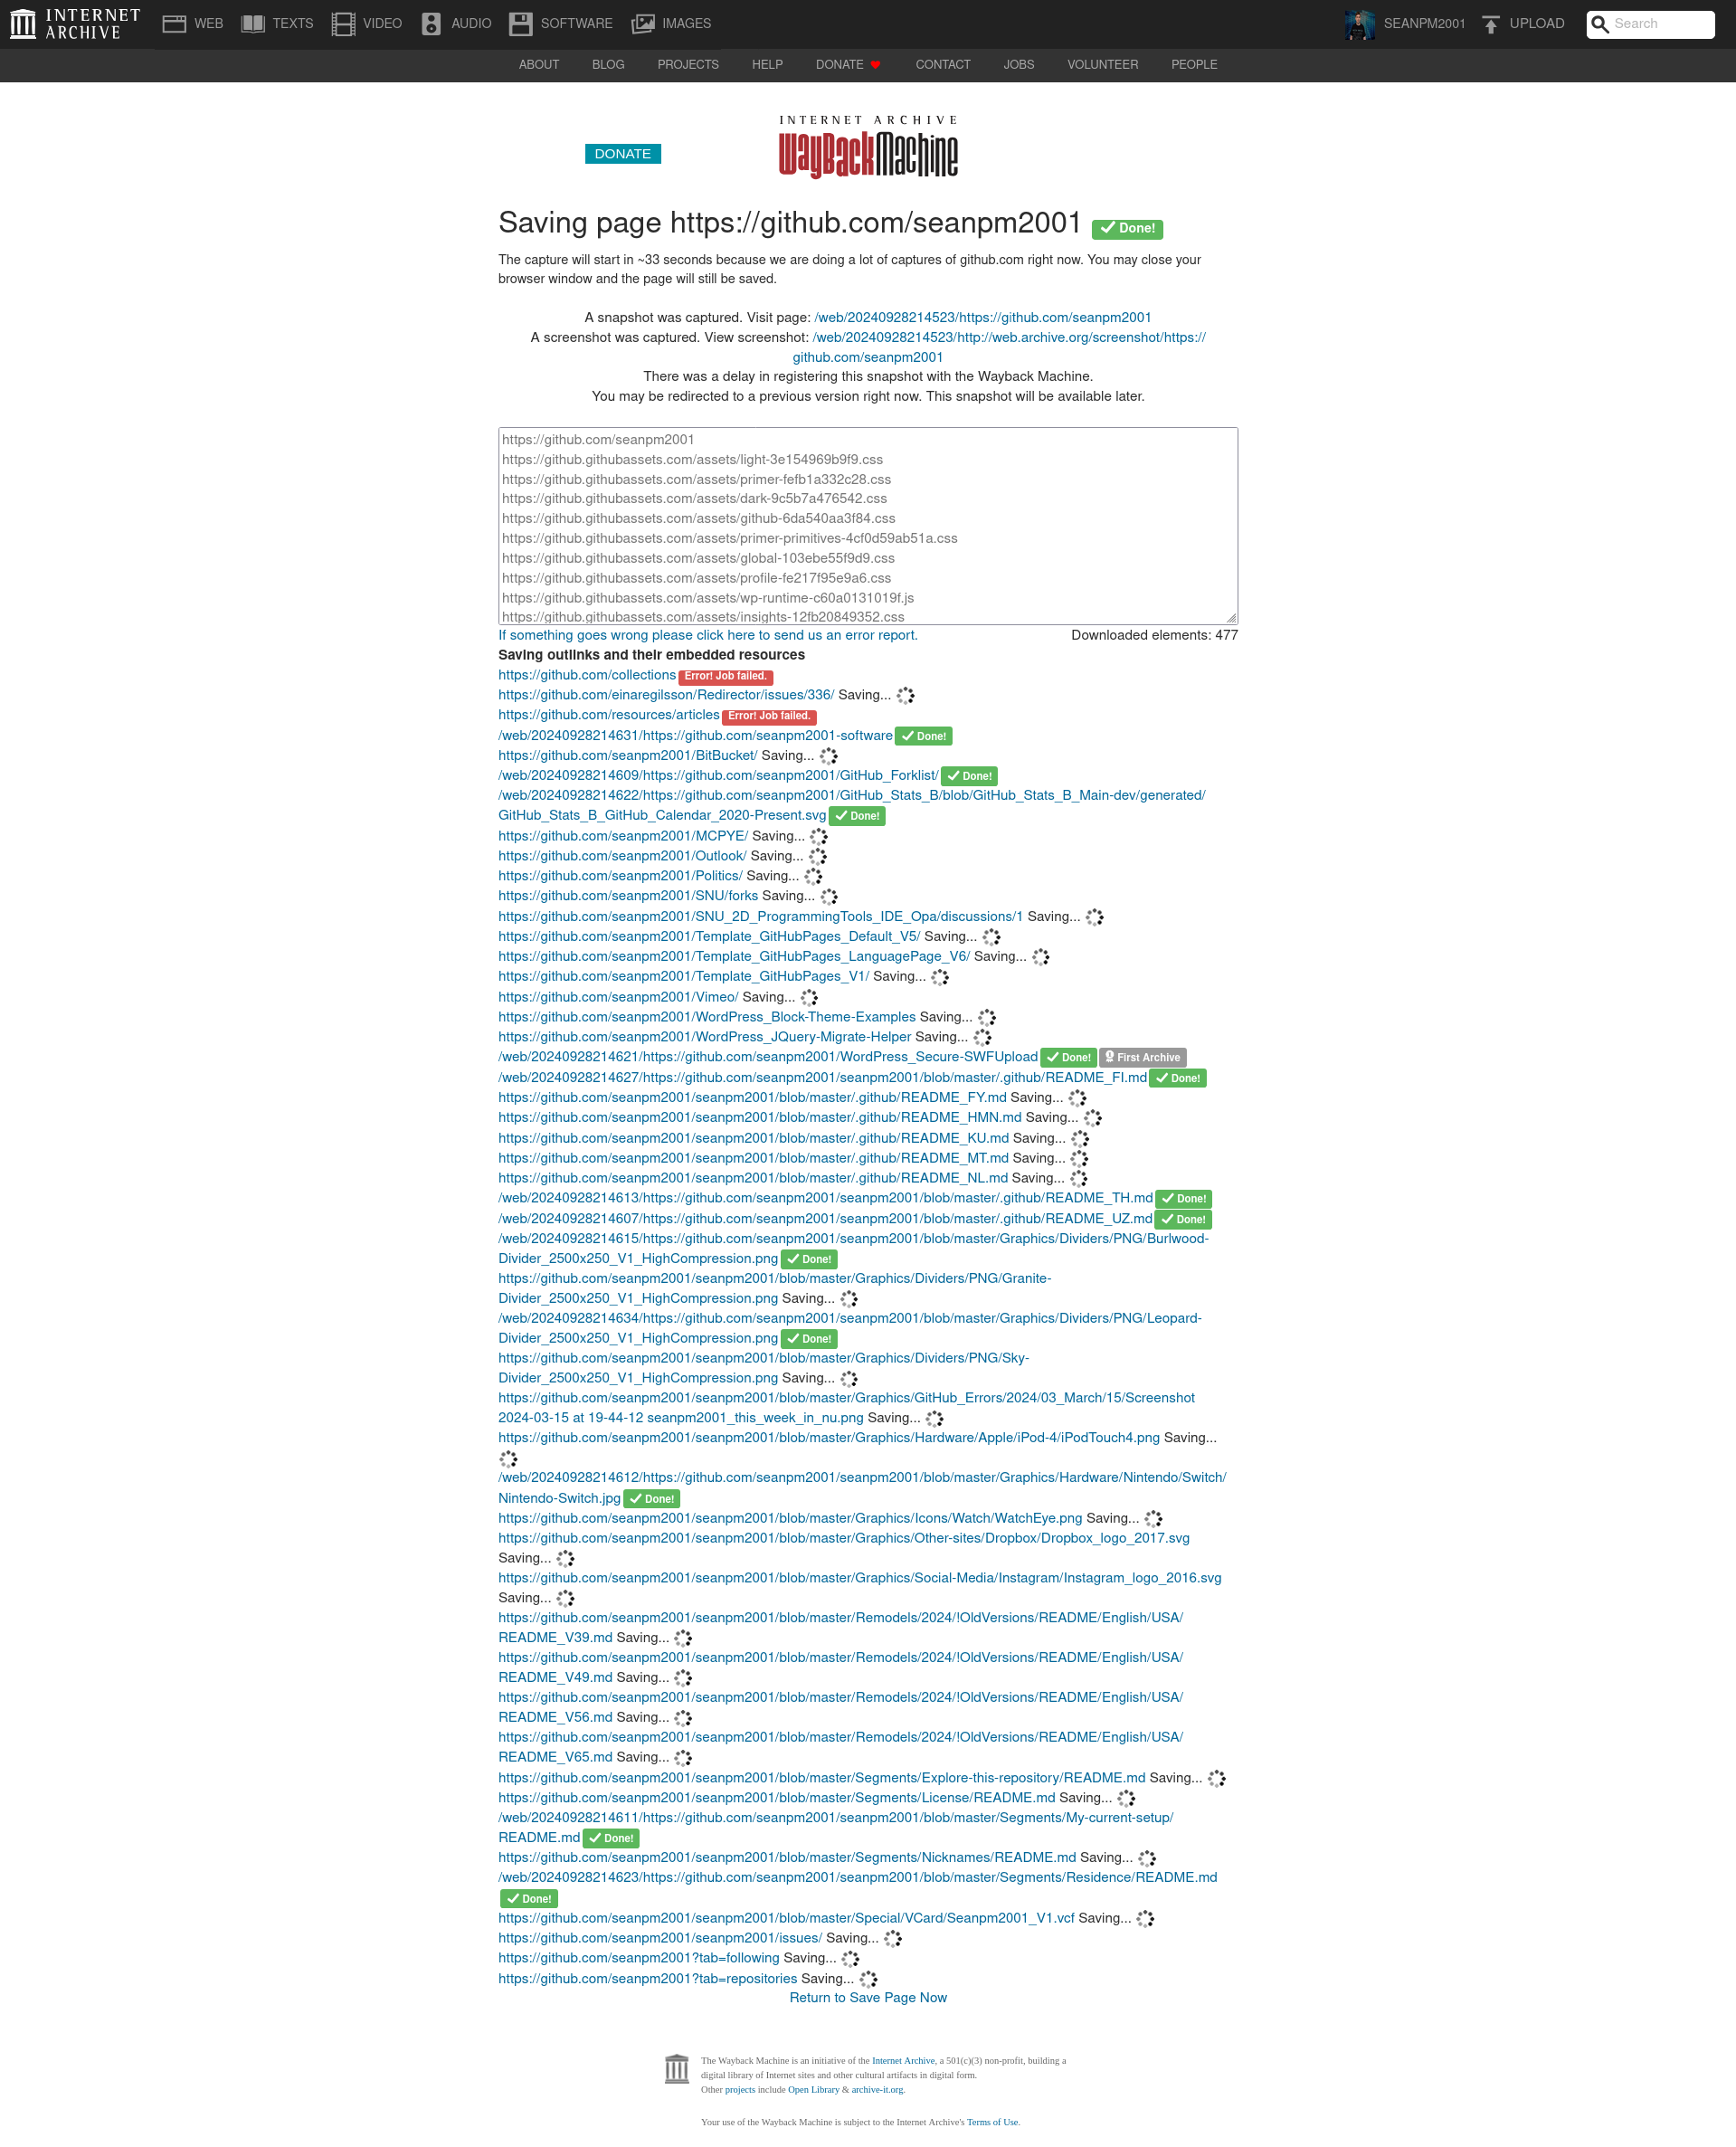 INTERNET
ARCHIVE
WEB TEXTS VIDEO AUDIO SOFTWARE IMAGES SEANPM2001 UPLOAD Search
ABOUT BLOG PROJECTS HELP DONATE CONTACT JOBS VOLUNTEER PEOPLE
INTERNET ARCHIVE
WayBackMachine
DONATE
Saving page https://github.com/seanpm2001 Done!
The capture will start in ~33 seconds because we are doing a lot of captures of github.com right now. You may close your
browser window and the page will still be saved.
A snapshot was captured. Visit page: /web/20240928214523/https://github.com/seanpm2001
A screenshot was captured. View screenshot: /web/20240928214523/http://web.archive.org/screenshot/https://
github.com/seanpm2001
There was a delay in registering this snapshot with the Wayback Machine.
You may be redirected to a previous version right now. This snapshot will be available later.
https://github.com/seanpm2001
https://github.githubassets.com/assets/light-3e154969b9f9.css
https://github.githubassets.com/assets/primer-fefb1a332c28.css
https://github.githubassets.com/assets/dark-9c5b7a476542.css
https://github.githubassets.com/assets/github-6da540aa3f84.css
https://github.githubassets.com/assets/primer-primitives-4cf0d59ab51a.css
https://github.githubassets.com/assets/global-103ebe55f9d9.css
https://github.githubassets.com/assets/profile-fe217f95e9a6.css
https://github.githubassets.com/assets/wp-runtime-c60a0131019f.js
https://github.githubassets.com/assets/insights-12fb20849352.css
If something goes wrong please click here to send us an error report. Downloaded elements: 477
Saving outlinks and their embedded resources
https://github.com/collections Error! Job failed.
https://github.com/einaregilsson/Redirector/issues/336/ Saving...
https://github.com/resources/articles Error! Job failed.
/web/20240928214631/https://github.com/seanpm2001-software Done!
https://github.com/seanpm2001/BitBucket/ Saving...
/web/20240928214609/https://github.com/seanpm2001/GitHub_Forklist/ Done!
/web/20240928214622/https://github.com/seanpm2001/GitHub_Stats_B/blob/GitHub_Stats_B_Main-dev/generated/
GitHub_Stats_B_GitHub_Calendar_2020-Present.svg Done!
https://github.com/seanpm2001/MCPYE/ Saving...
https://github.com/seanpm2001/Outlook/ Saving...
https://github.com/seanpm2001/Politics/ Saving...
https://github.com/seanpm2001/SNU/forks Saving...
https://github.com/seanpm2001/SNU_2D_ProgrammingTools_IDE_Opa/discussions/1 Saving...
https://github.com/seanpm2001/Template_GitHubPages_Default_V5/ Saving...
https://github.com/seanpm2001/Template_GitHubPages_LanguagePage_V6/ Saving...
https://github.com/seanpm2001/Template_GitHubPages_V1/ Saving...
https://github.com/seanpm2001/Vimeo/ Saving...
https://github.com/seanpm2001/WordPress_Block-Theme-Examples Saving...
https://github.com/seanpm2001/WordPress_JQuery-Migrate-Helper Saving...
/web/20240928214621/https://github.com/seanpm2001/WordPress_Secure-SWFUpload Done! First Archive
/web/20240928214627/https://github.com/seanpm2001/seanpm2001/blob/master/.github/README_FI.md Done!
https://github.com/seanpm2001/seanpm2001/blob/master/.github/README_FY.md Saving...
https://github.com/seanpm2001/seanpm2001/blob/master/.github/README_HMN.md Saving...
https://github.com/seanpm2001/seanpm2001/blob/master/.github/README_KU.md Saving...
https://github.com/seanpm2001/seanpm2001/blob/master/.github/README_MT.md Saving...
https://github.com/seanpm2001/seanpm2001/blob/master/.github/README_NL.md Saving...
/web/20240928214613/https://github.com/seanpm2001/seanpm2001/blob/master/.github/README_TH.md Done!
/web/20240928214607/https://github.com/seanpm2001/seanpm2001/blob/master/.github/README_UZ.md Done!
/web/20240928214615/https://github.com/seanpm2001/seanpm2001/blob/master/Graphics/Dividers/PNG/Burlwood-
Divider_2500x250_V1_HighCompression.png Done!
https://github.com/seanpm2001/seanpm2001/blob/master/Graphics/Dividers/PNG/Granite-
Divider_2500x250_V1_HighCompression.png Saving...
/web/20240928214634/https://github.com/seanpm2001/seanpm2001/blob/master/Graphics/Dividers/PNG/Leopard-
Divider_2500x250_V1_HighCompression.png Done!
https://github.com/seanpm2001/seanpm2001/blob/master/Graphics/Dividers/PNG/Sky-
Divider_2500x250_V1_HighCompression.png Saving...
https://github.com/seanpm2001/seanpm2001/blob/master/Graphics/GitHub_Errors/2024/03_March/15/Screenshot
2024-03-15 at 19-44-12 seanpm2001_this_week_in_nu.png Saving...
https://github.com/seanpm2001/seanpm2001/blob/master/Graphics/Hardware/Apple/iPod-4/iPodTouch4.png Saving...
/web/20240928214612/https://github.com/seanpm2001/seanpm2001/blob/master/Graphics/Hardware/Nintendo/Switch/
Nintendo-Switch.jpg Done!
https://github.com/seanpm2001/seanpm2001/blob/master/Graphics/Icons/Watch/WatchEye.png Saving...
https://github.com/seanpm2001/seanpm2001/blob/master/Graphics/Other-sites/Dropbox/Dropbox_logo_2017.svg
Saving...
https://github.com/seanpm2001/seanpm2001/blob/master/Graphics/Social-Media/Instagram/Instagram_logo_2016.svg
Saving...
https://github.com/seanpm2001/seanpm2001/blob/master/Remodels/2024/!OldVersions/README/English/USA/
README_V39.md Saving...
https://github.com/seanpm2001/seanpm2001/blob/master/Remodels/2024/!OldVersions/README/English/USA/
README_V49.md Saving...
https://github.com/seanpm2001/seanpm2001/blob/master/Remodels/2024/!OldVersions/README/English/USA/
README_V56.md Saving...
https://github.com/seanpm2001/seanpm2001/blob/master/Remodels/2024/!OldVersions/README/English/USA/
README_V65.md Saving...
https://github.com/seanpm2001/seanpm2001/blob/master/Segments/Explore-this-repository/README.md Saving...
https://github.com/seanpm2001/seanpm2001/blob/master/Segments/License/README.md Saving...
/web/20240928214611/https://github.com/seanpm2001/seanpm2001/blob/master/Segments/My-current-setup/
README.md Done!
https://github.com/seanpm2001/seanpm2001/blob/master/Segments/Nicknames/README.md Saving...
/web/20240928214623/https://github.com/seanpm2001/seanpm2001/blob/master/Segments/Residence/README.md
Done!
https://github.com/seanpm2001/seanpm2001/blob/master/Special/VCard/Seanpm2001_V1.vcf Saving...
https://github.com/seanpm2001/seanpm2001/issues/ Saving...
https://github.com/seanpm2001?tab=following Saving...
https://github.com/seanpm2001?tab=repositories Saving...
Return to Save Page Now
The Wayback Machine is an initiative of the Internet Archive, a 501(c)(3) non-profit, building a
digital library of Internet sites and other cultural artifacts in digital form.
Other projects include Open Library & archive-it.org.
Your use of the Wayback Machine is subject to the Internet Archive's Terms of Use.